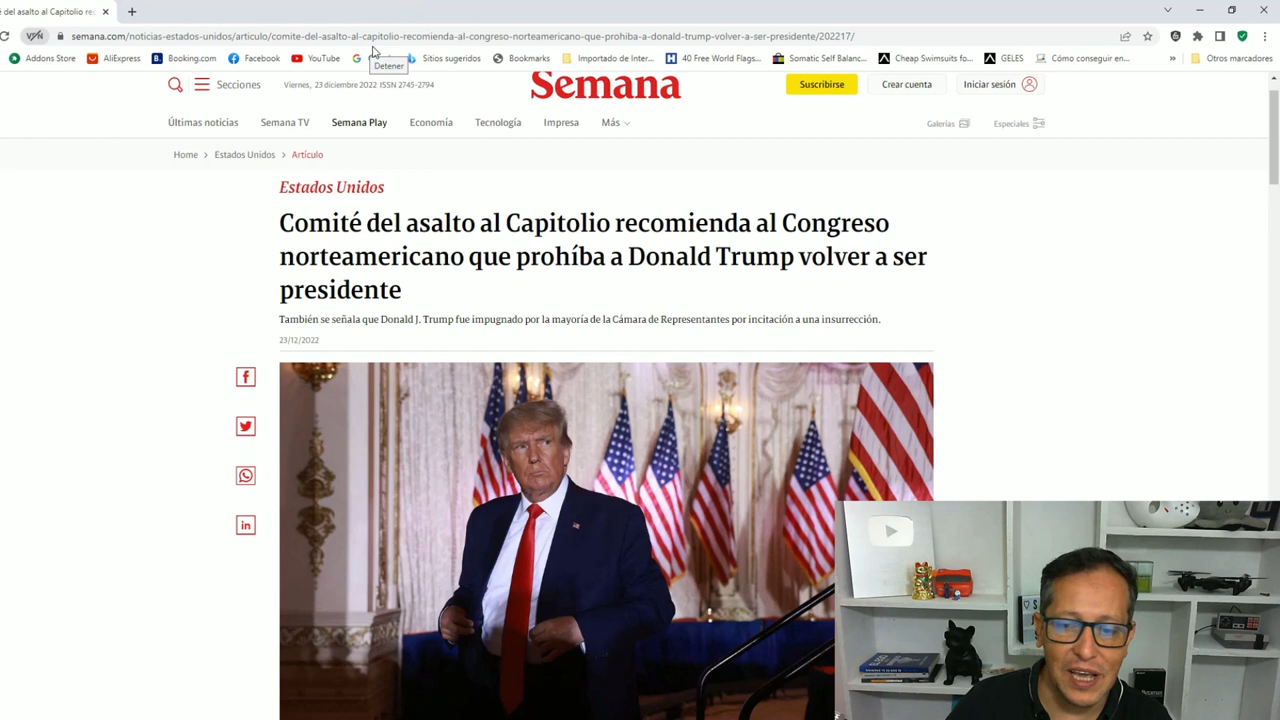 é del asalto al Capitolio re
semana.com/noticias-estados-unidos/articulo/comite-del-asalto-al-capitolio-recomienda-al-congreso-norteamericano-que-prohiba-a-donald-trump-volver-a-ser-presidente/202217/
Addons Store AliExpress Booking.com Facebook YouTube Sitios sugeridos Bookmarks Importado de Inter... 40 Free World Flags... Somatic Self Balanc... Cheap Swimsuits fo... GELES Cómo conseguir en... » Otros marcadores
Detener
Secciones Viernes, 23 diciembre 2022 ISSN 2745-2794 Semana Suscribirse Crear cuenta Iniciar sesión
Últimas noticias Semana TV Semana Play Economía Tecnología Impresa Más Galerías Especiales
Home > Estados Unidos > Artículo
Estados Unidos
Comité del asalto al Capitolio recomienda al Congreso
norteamericano que prohíba a Donald Trump volver a ser
presidente
También se señala que Donald J. Trump fue impugnado por la mayoría de la Cámara de Representantes por incitación a una insurrección.
23/12/2022